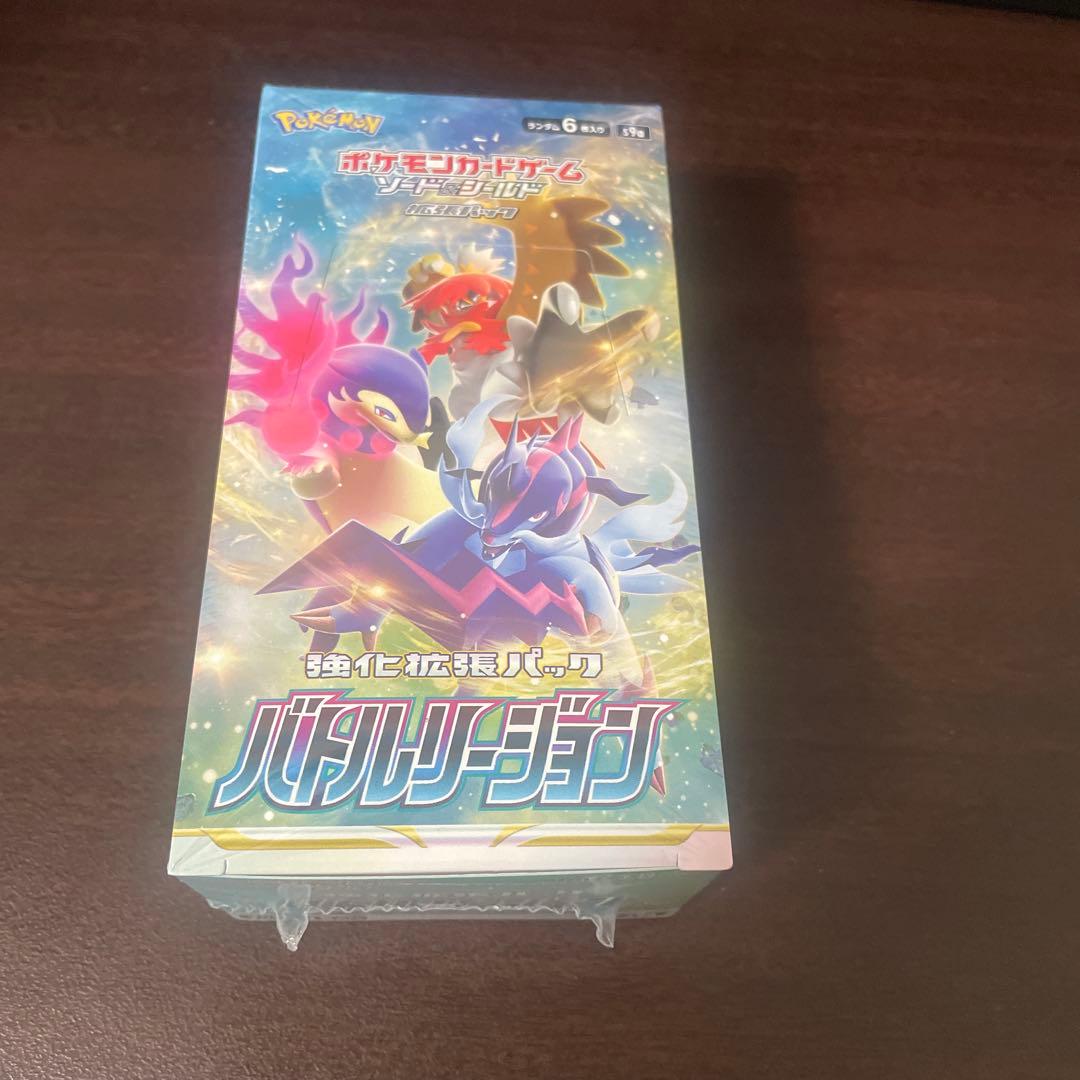 Pokémon
ランダム6枚入り
s9a
ポケモンカードゲーム
ソード&シールド
拡張パック
強化拡張パック
バトルリージョン